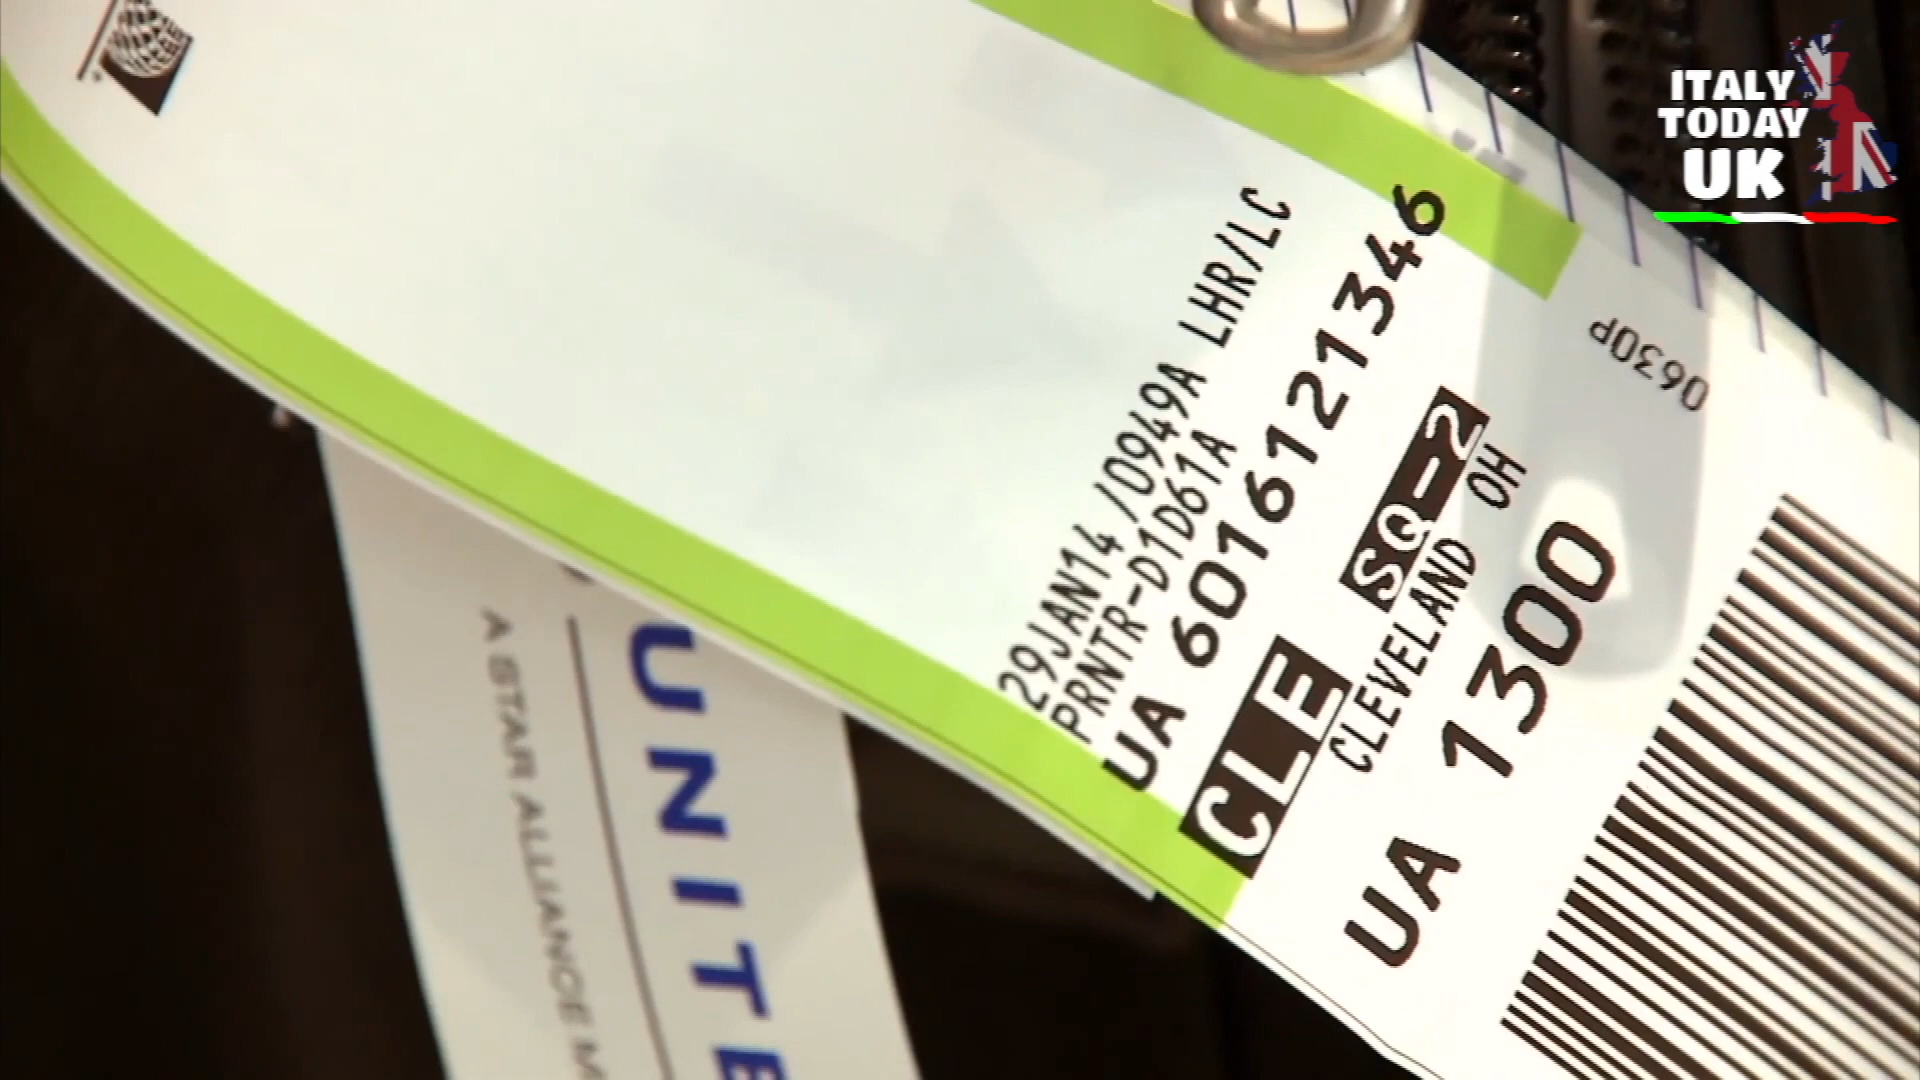 ITALY
TODAY
UK
29JAN14 /0949A LHR/LC
PRNTR-D1D61A
UA 6016121346
CLE SQ-2
CLEVELAND OH
UA 1300
0630P
UNITE
A STAR ALLIANCE M